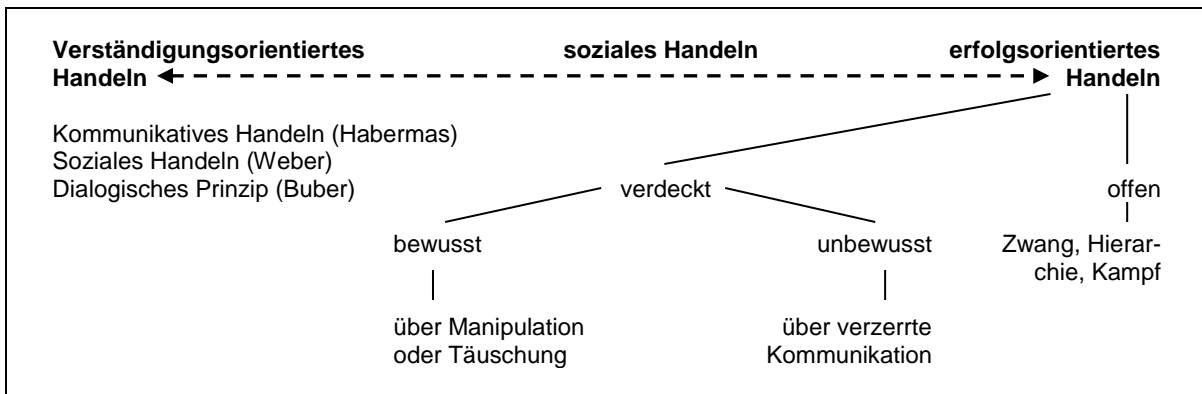 Verständigungsorientiertes soziales Handeln erfolgsorientiertes
Handeln Handeln
Kommunikatives Handeln (Habermas)
Soziales Handeln (Weber)
Dialogisches Prinzip (Buber)
verdeckt offen
bewusst unbewusst Zwang, Hierar-
chie, Kampf
über Manipulation über verzerrte
oder Täuschung Kommunikation